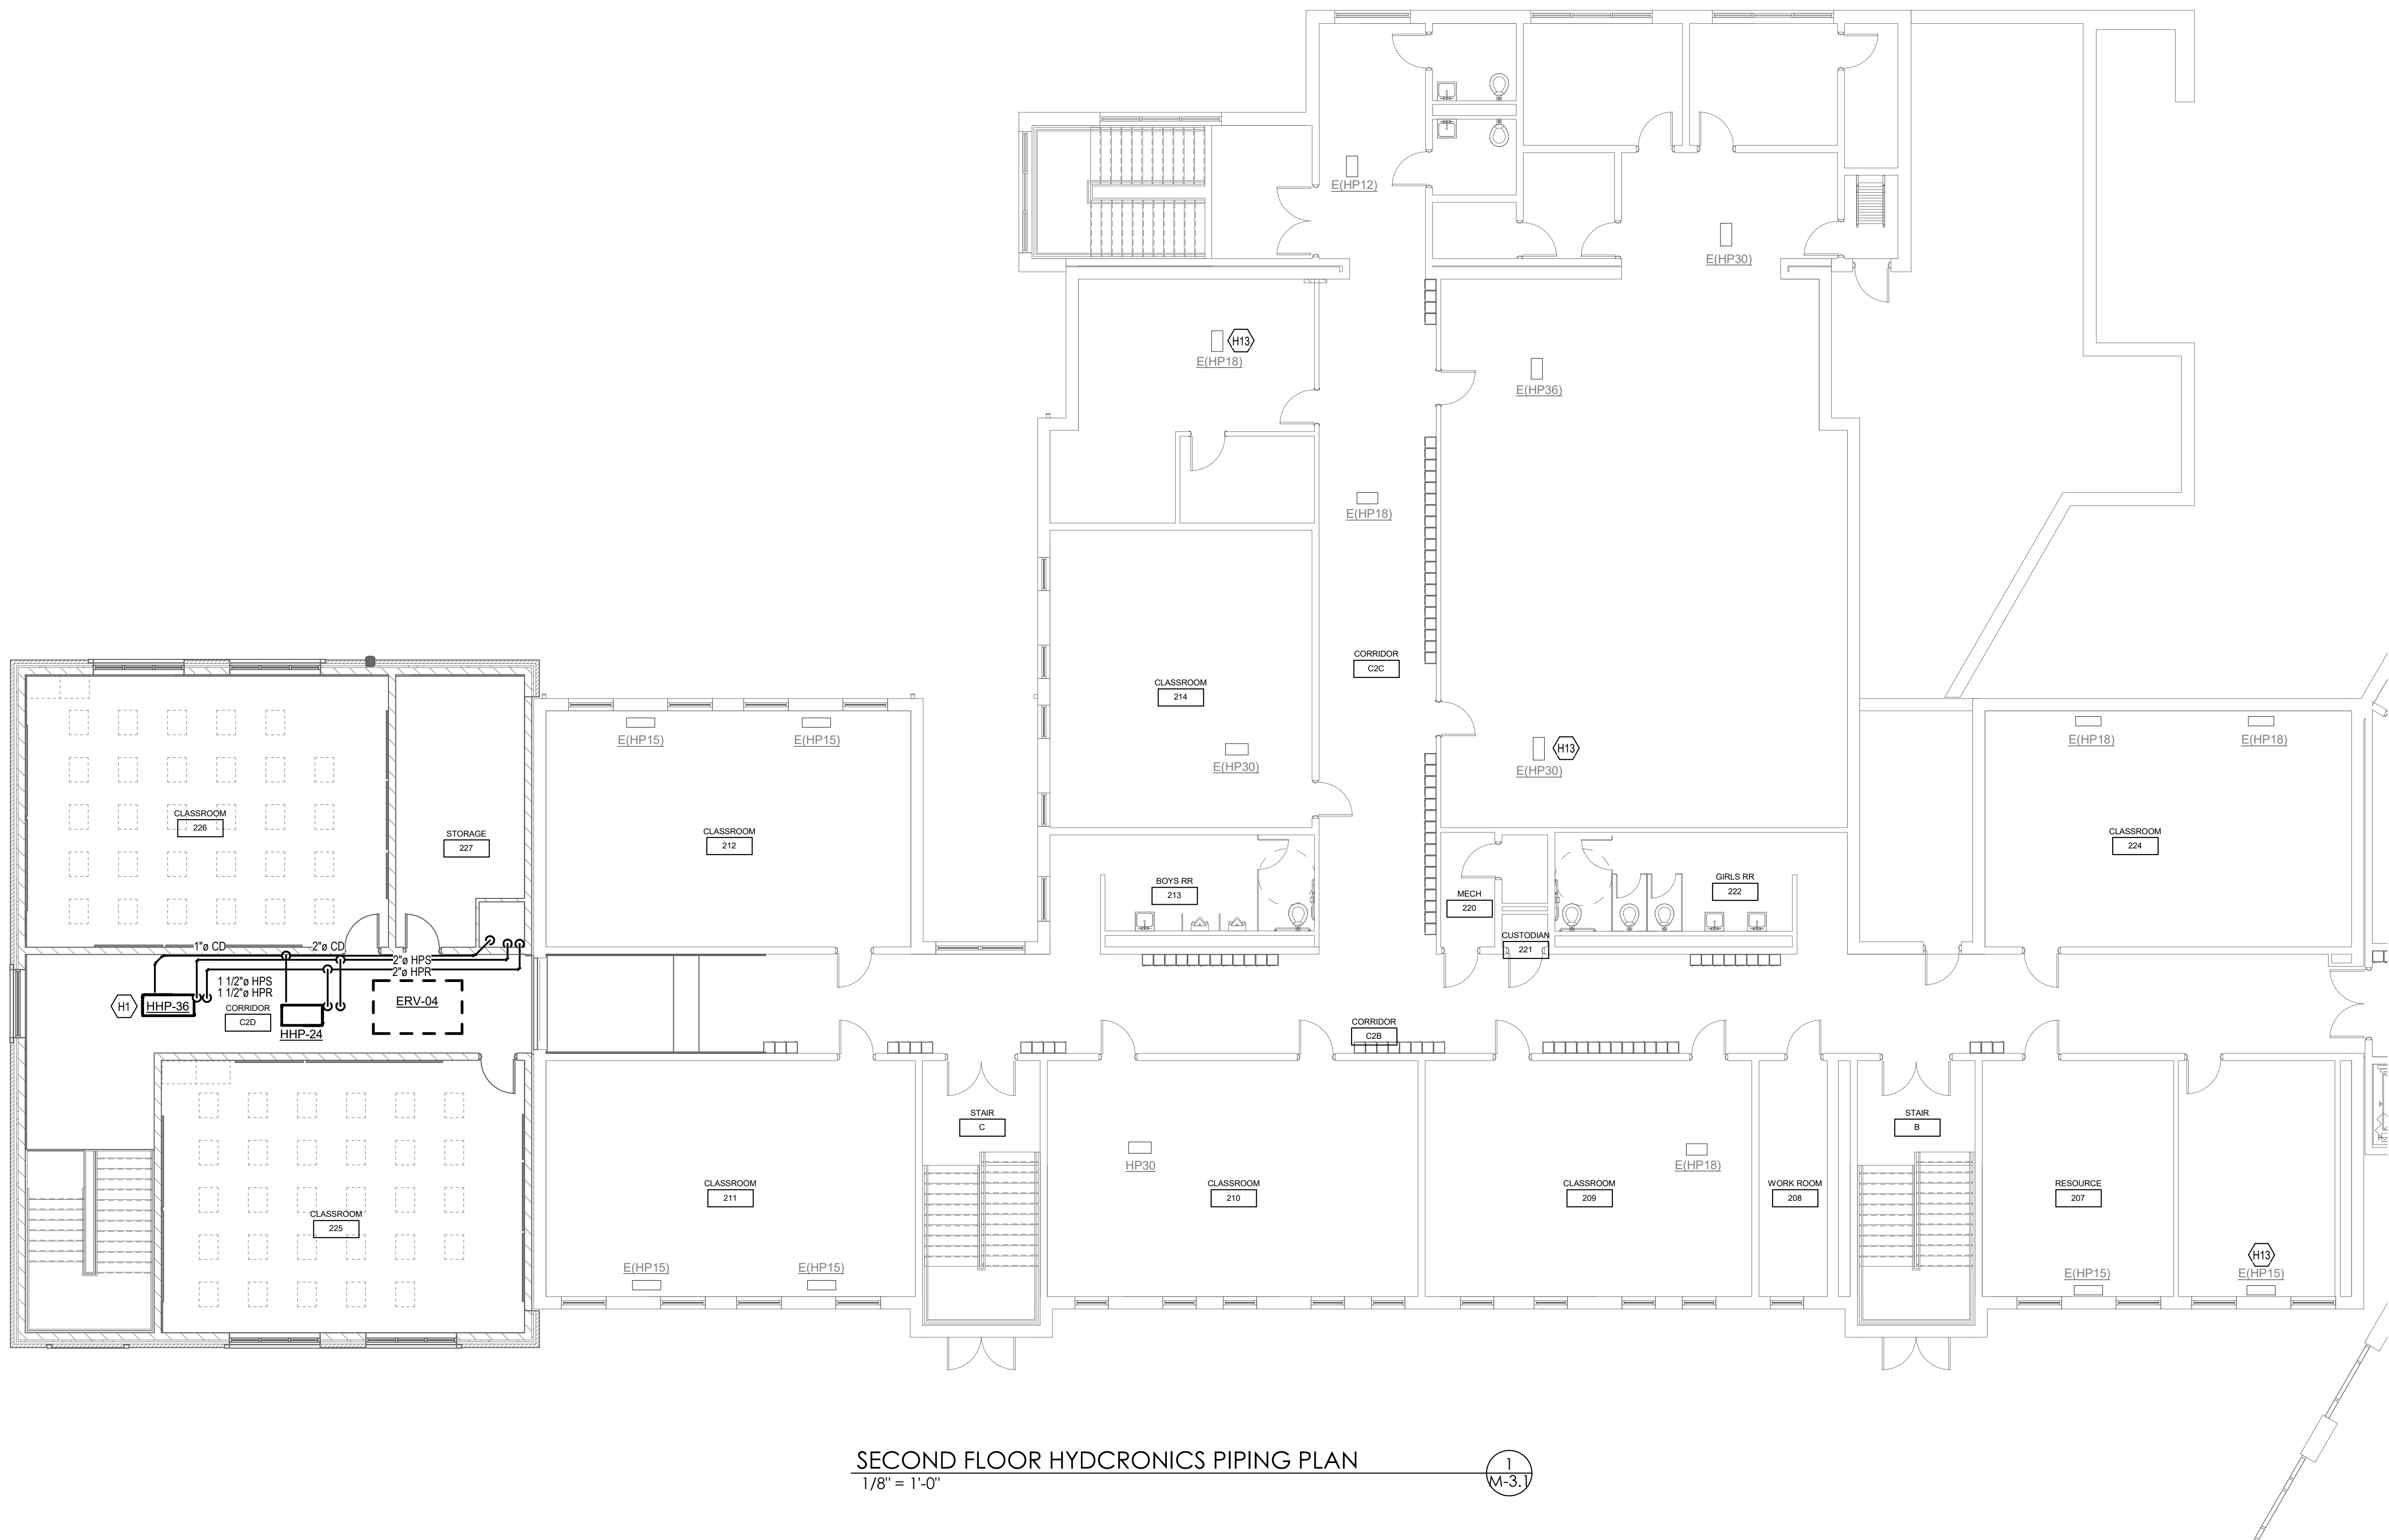 E(HP12)
E(HP30)
H13
E(HP18)
E(HP36)
E(HP18)
CORRIDOR
C2C
CLASSROOM
214
E(HP15)
E(HP15)
E(HP30)
H13
E(HP30)
E(HP18)
E(HP18)
CLASSROOM
226
STORAGE
227
CLASSROOM
212
CLASSROOM
224
BOYS RR
213
MECH
220
GIRLS RR
222
CUSTODIAN
221
1"ø CD
2"ø CD
2"ø HPS
2"ø HPR
1 1/2"ø HPS
1 1/2"ø HPR
H1
HHP-36
CORRIDOR
C2D
HHP-24
ERV-04
CORRIDOR
C2B
STAIR
C
STAIR
B
HP30
E(HP18)
CLASSROOM
225
CLASSROOM
211
CLASSROOM
210
CLASSROOM
209
WORK ROOM
208
RESOURCE
207
E(HP15)
E(HP15)
E(HP15)
H13
E(HP15)
SECOND FLOOR HYDCRONICS PIPING PLAN
1/8" = 1'-0"
1
M-3.1